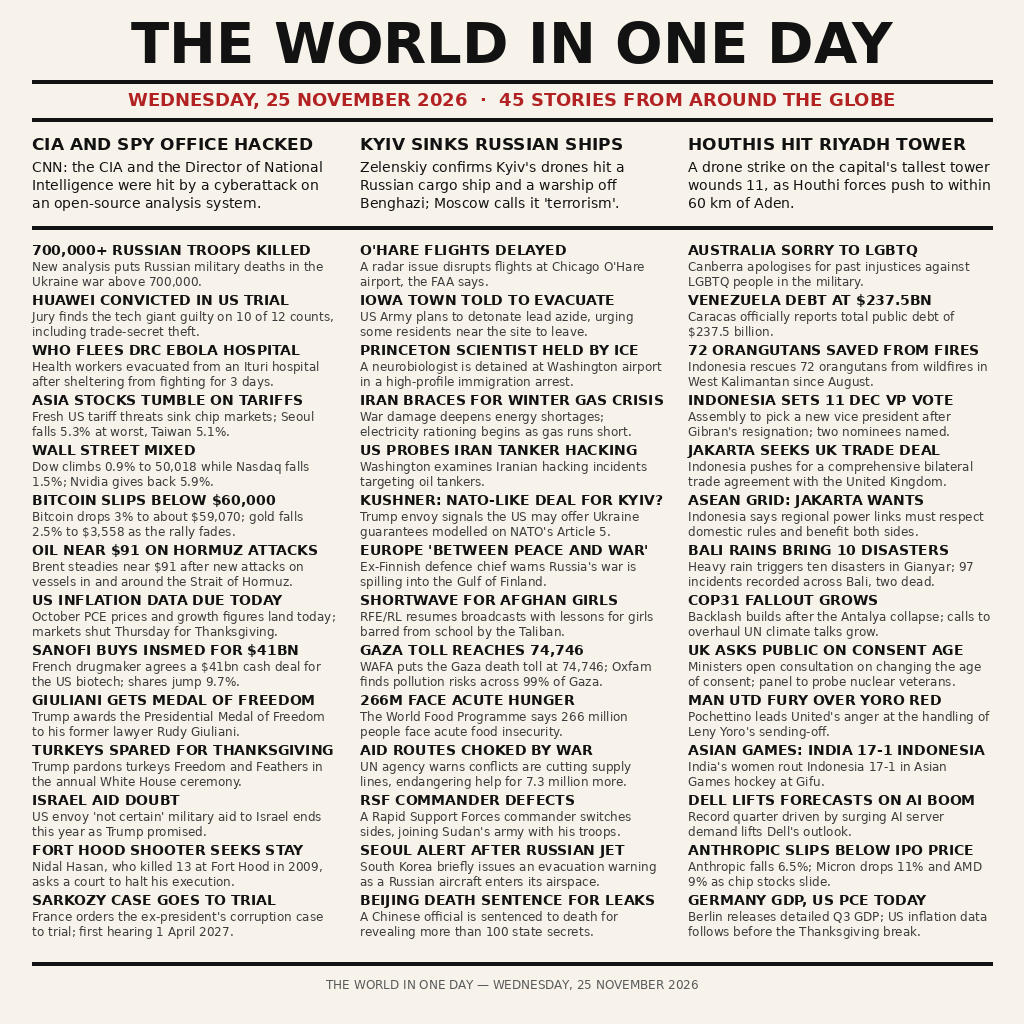 THE WORLD IN ONE DAY
WEDNESDAY, 25 NOVEMBER 2026 · 45 STORIES FROM AROUND THE GLOBE
CIA AND SPY OFFICE HACKED
CNN: the CIA and the Director of National
Intelligence were hit by a cyberattack on
an open-source analysis system.
KYIV SINKS RUSSIAN SHIPS
Zelenskiy confirms Kyiv's drones hit a
Russian cargo ship and a warship off
Benghazi; Moscow calls it 'terrorism'.
HOUTHIS HIT RIYADH TOWER
A drone strike on the capital's tallest tower
wounds 11, as Houthi forces push to within
60 km of Aden.
700,000+ RUSSIAN TROOPS KILLED
New analysis puts Russian military deaths in the
Ukraine war above 700,000.
HUAWEI CONVICTED IN US TRIAL
Jury finds the tech giant guilty on 10 of 12 counts,
including trade-secret theft.
WHO FLEES DRC EBOLA HOSPITAL
Health workers evacuated from an Ituri hospital
after sheltering from fighting for 3 days.
ASIA STOCKS TUMBLE ON TARIFFS
Fresh US tariff threats sink chip markets; Seoul
falls 5.3% at worst, Taiwan 5.1%.
WALL STREET MIXED
Dow climbs 0.9% to 50,018 while Nasdaq falls
1.5%; Nvidia gives back 5.9%.
BITCOIN SLIPS BELOW $60,000
Bitcoin drops 3% to about $59,070; gold falls
2.5% to $3,558 as the rally fades.
OIL NEAR $91 ON HORMUZ ATTACKS
Brent steadies near $91 after new attacks on
vessels in and around the Strait of Hormuz.
US INFLATION DATA DUE TODAY
October PCE prices and growth figures land today;
markets shut Thursday for Thanksgiving.
SANOFI BUYS INSMED FOR $41BN
French drugmaker agrees a $41bn cash deal for
the US biotech; shares jump 9.7%.
GIULIANI GETS MEDAL OF FREEDOM
Trump awards the Presidential Medal of Freedom
to his former lawyer Rudy Giuliani.
TURKEYS SPARED FOR THANKSGIVING
Trump pardons turkeys Freedom and Feathers in
the annual White House ceremony.
ISRAEL AID DOUBT
US envoy 'not certain' military aid to Israel ends
this year as Trump promised.
FORT HOOD SHOOTER SEEKS STAY
Nidal Hasan, who killed 13 at Fort Hood in 2009,
asks a court to halt his execution.
SARKOZY CASE GOES TO TRIAL
France orders the ex-president's corruption case
to trial; first hearing 1 April 2027.
O'HARE FLIGHTS DELAYED
A radar issue disrupts flights at Chicago O'Hare
airport, the FAA says.
IOWA TOWN TOLD TO EVACUATE
US Army plans to detonate lead azide, urging
some residents near the site to leave.
PRINCETON SCIENTIST HELD BY ICE
A neurobiologist is detained at Washington airport
in a high-profile immigration arrest.
IRAN BRACES FOR WINTER GAS CRISIS
War damage deepens energy shortages;
electricity rationing begins as gas runs short.
US PROBES IRAN TANKER HACKING
Washington examines Iranian hacking incidents
targeting oil tankers.
KUSHNER: NATO-LIKE DEAL FOR KYIV?
Trump envoy signals the US may offer Ukraine
guarantees modelled on NATO's Article 5.
EUROPE 'BETWEEN PEACE AND WAR'
Ex-Finnish defence chief warns Russia's war is
spilling into the Gulf of Finland.
SHORTWAVE FOR AFGHAN GIRLS
RFE/RL resumes broadcasts with lessons for girls
barred from school by the Taliban.
GAZA TOLL REACHES 74,746
WAFA puts the Gaza death toll at 74,746; Oxfam
finds pollution risks across 99% of Gaza.
266M FACE ACUTE HUNGER
The World Food Programme says 266 million
people face acute food insecurity.
AID ROUTES CHOKED BY WAR
UN agency warns conflicts are cutting supply
lines, endangering help for 7.3 million more.
RSF COMMANDER DEFECTS
A Rapid Support Forces commander switches
sides, joining Sudan's army with his troops.
SEOUL ALERT AFTER RUSSIAN JET
South Korea briefly issues an evacuation warning
as a Russian aircraft enters its airspace.
BEIJING DEATH SENTENCE FOR LEAKS
A Chinese official is sentenced to death for
revealing more than 100 state secrets.
AUSTRALIA SORRY TO LGBTQ
Canberra apologises for past injustices against
LGBTQ people in the military.
VENEZUELA DEBT AT $237.5BN
Caracas officially reports total public debt of
$237.5 billion.
72 ORANGUTANS SAVED FROM FIRES
Indonesia rescues 72 orangutans from wildfires in
West Kalimantan since August.
INDONESIA SETS 11 DEC VP VOTE
Assembly to pick a new vice president after
Gibran's resignation; two nominees named.
JAKARTA SEEKS UK TRADE DEAL
Indonesia pushes for a comprehensive bilateral
trade agreement with the United Kingdom.
ASEAN GRID: JAKARTA WANTS
Indonesia says regional power links must respect
domestic rules and benefit both sides.
BALI RAINS BRING 10 DISASTERS
Heavy rain triggers ten disasters in Gianyar; 97
incidents recorded across Bali, two dead.
COP31 FALLOUT GROWS
Backlash builds after the Antalya collapse; calls to
overhaul UN climate talks grow.
UK ASKS PUBLIC ON CONSENT AGE
Ministers open consultation on changing the age
of consent; panel to probe nuclear veterans.
MAN UTD FURY OVER YORO RED
Pochettino leads United's anger at the handling of
Leny Yoro's sending-off.
ASIAN GAMES: INDIA 17-1 INDONESIA
India's women rout Indonesia 17-1 in Asian
Games hockey at Gifu.
DELL LIFTS FORECASTS ON AI BOOM
Record quarter driven by surging AI server
demand lifts Dell's outlook.
ANTHROPIC SLIPS BELOW IPO PRICE
Anthropic falls 6.5%; Micron drops 11% and AMD
9% as chip stocks slide.
GERMANY GDP, US PCE TODAY
Berlin releases detailed Q3 GDP; US inflation data
follows before the Thanksgiving break.
THE WORLD IN ONE DAY — WEDNESDAY, 25 NOVEMBER 2026